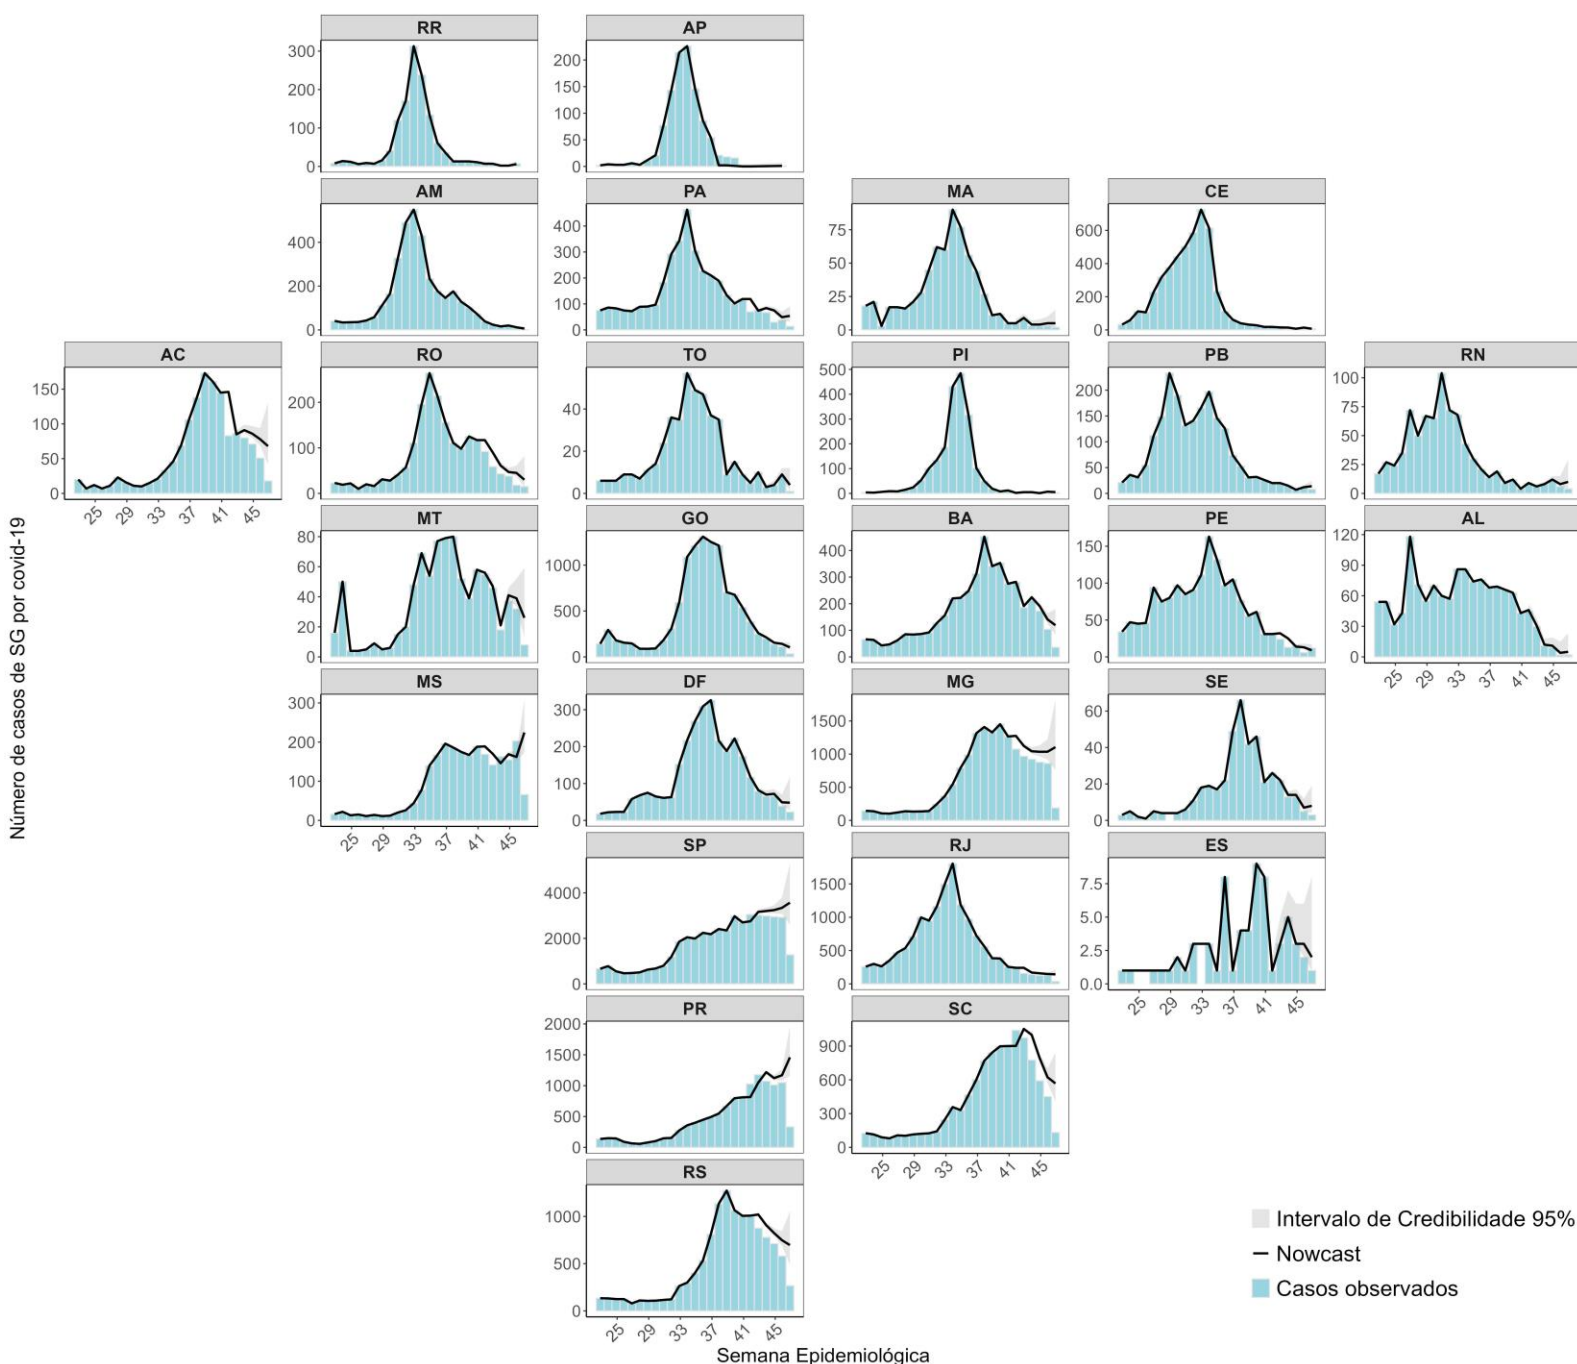 RR
AP
300
200
100
0
200
150
100
50
0
AM
PA
MA
CE
400
200
0
400
300
200
100
0
75
50
25
0
600
400
200
0
AC
RO
TO
PI
PB
RN
150
100
50
0
25 29 33 37 41 45
200
100
0
40
20
0
500
400
300
200
100
0
200
150
100
50
0
100
75
50
25
0
MT
GO
BA
PE
AL
80
60
40
20
0
1000
500
0
400
300
200
100
0
150
100
50
0
120
90
60
30
0
25 29 33 37 41 45
MS
DF
MG
SE
300
200
100
0
25 29 33 37 41 45
300
200
100
0
1500
1000
500
0
60
40
20
0
SP
RJ
ES
4000
2000
0
1500
1000
500
0
7.5
5.0
2.5
0.0
25 29 33 37 41 45
PR
SC
2000
1500
1000
500
0
900
600
300
0
25 29 33 37 41 45
RS
1000
500
0
25 29 33 37 41 45
Número de casos de SG por covid-19
Semana Epidemiológica
Intervalo de Credibilidade 95%
Nowcast
Casos observados